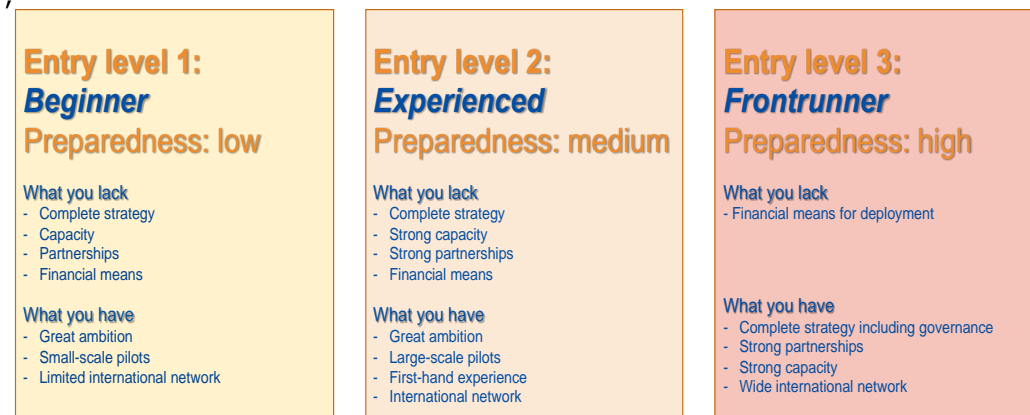 Entry level 1:
Beginner
Preparedness: low
What you lack
- Complete strategy
- Capacity
- Partnerships
- Financial means
What you have
- Great ambition
- Small-scale pilots
- Limited international network
Entry level 2:
Experienced
Preparedness: medium
What you lack
- Complete strategy
- Strong capacity
- Strong partnerships
- Financial means
What you have
- Great ambition
- Large-scale pilots
- First-hand experience
- International network
Entry level 3:
Frontrunner
Preparedness: high
What you lack
- Financial means for deployment
What you have
- Complete strategy including governance
- Strong partnerships
- Strong capacity
- Wide international network